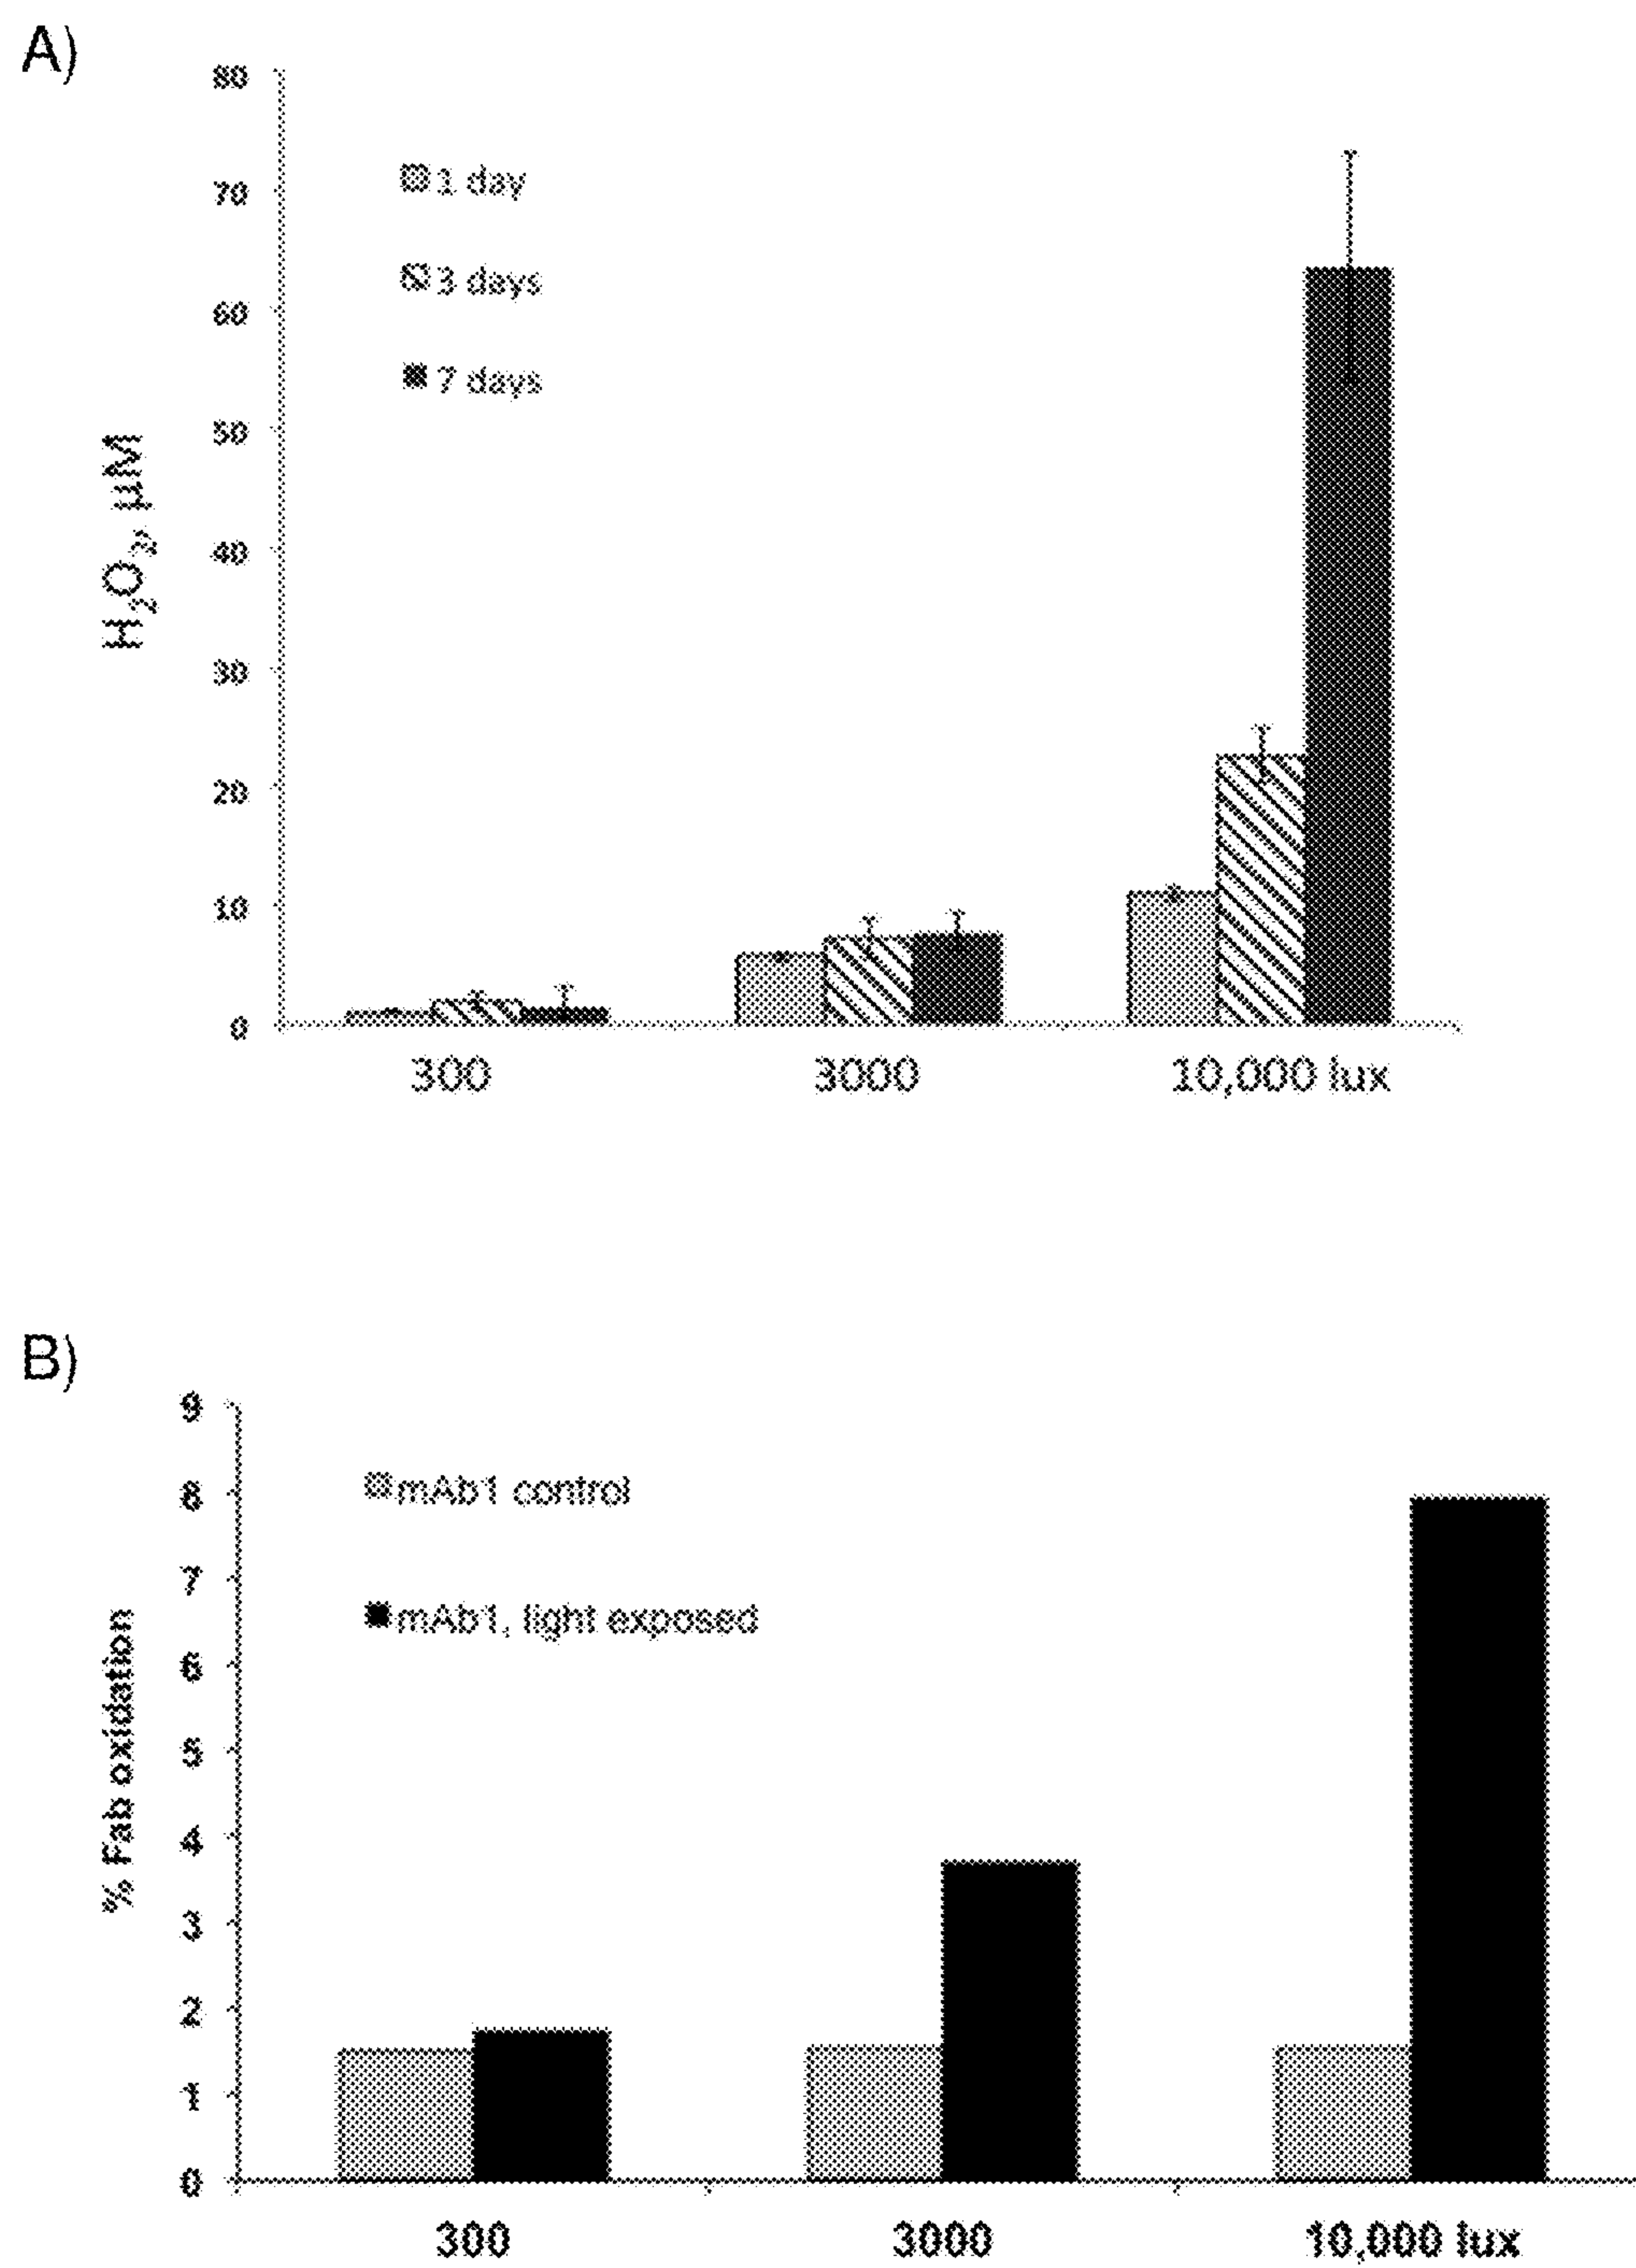 A)
80
70
60
50
40
30
20
10
0
H₂O₂, µM
1 day
3 days
7 days
300
3000
10,000 lux
B)
9
8
7
6
5
4
3
2
1
0
% Fab oxidation
mAb1 control
mAb1, light exposed
300
3000
10,000 lux